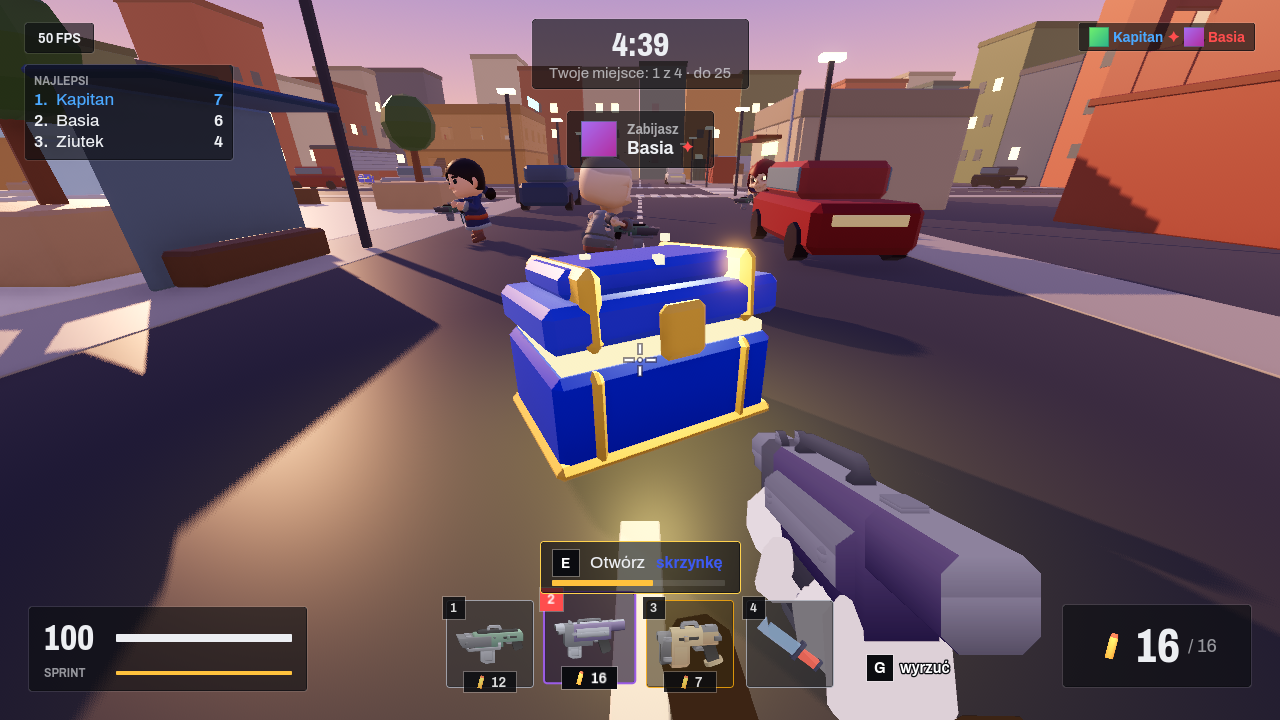 50 FPS
NAJLEPSI
1. Kapitan 7
2. Basia 6
3. Ziutek 4
4:39
Twoje miejsce: 1 z 4 · do 25
Zabijasz
Basia
Kapitan Basia
E Otwórz skrzynkę
100
SPRINT
1
12
2
16
3
7
4
G wyrzuć
16 / 16